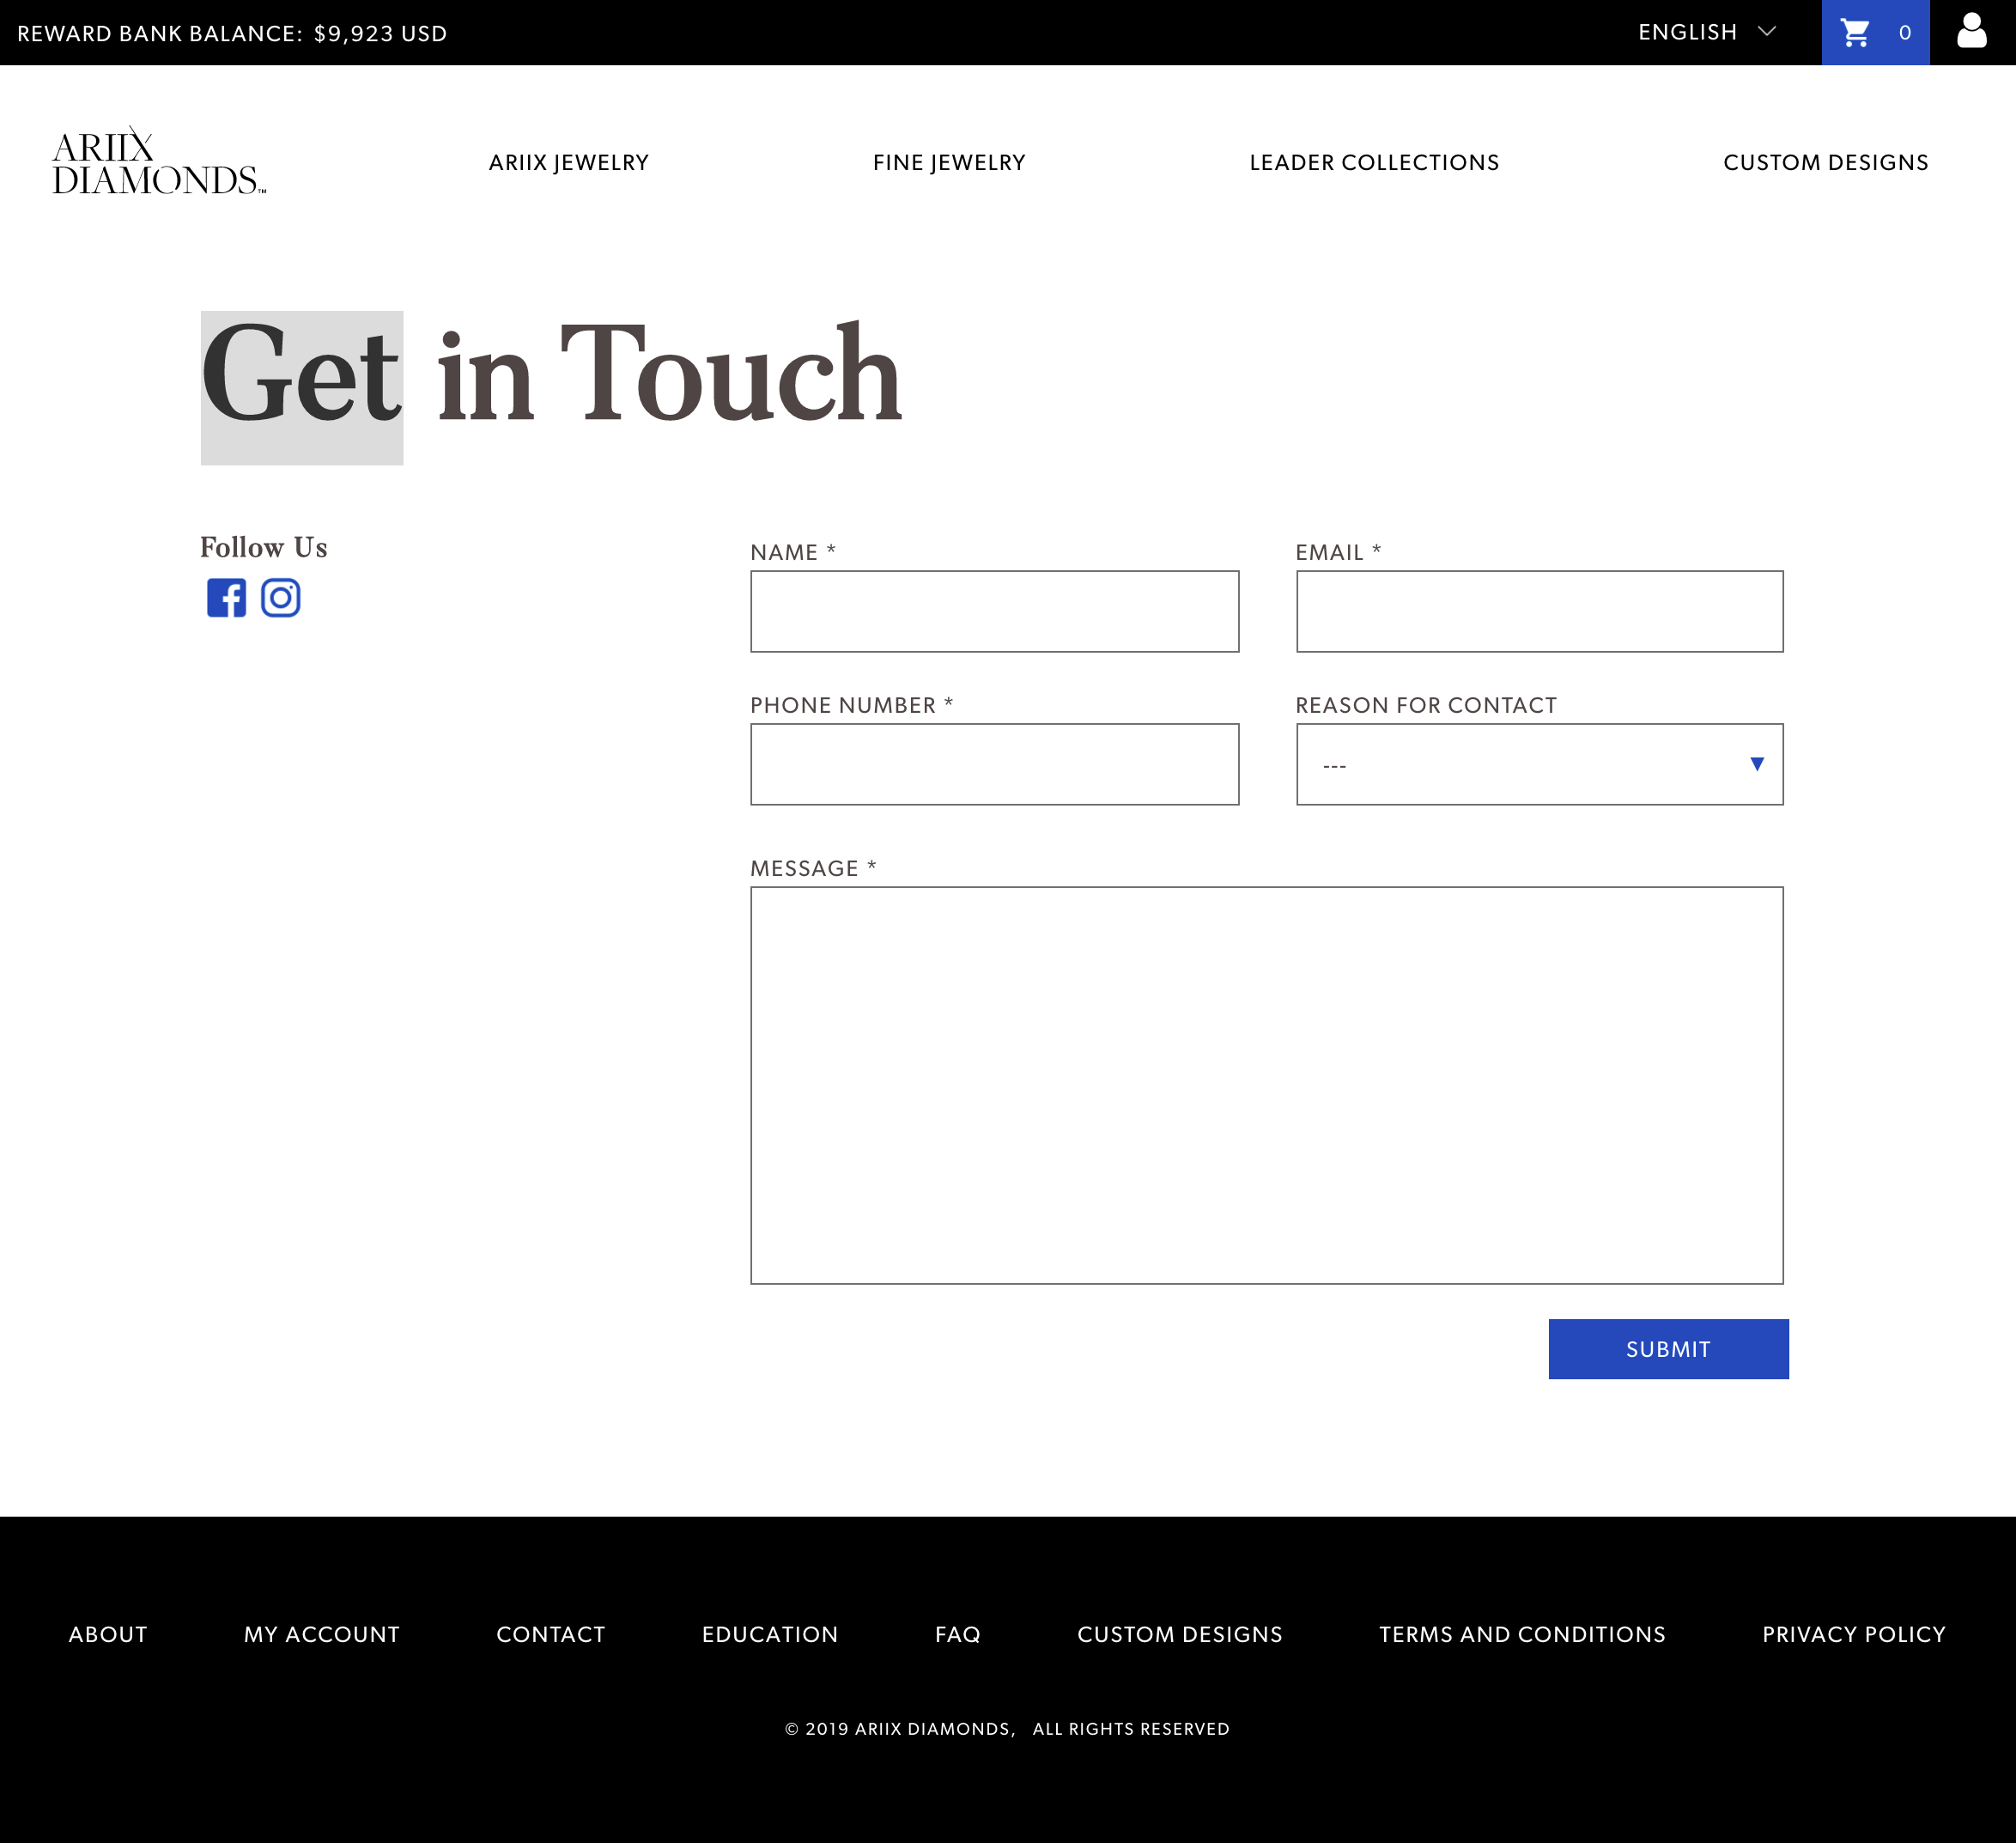 REWARD BANK BALANCE: $9,923 USD
ENGLISH
0
ARIIX
DIAMONDS™
ARIIX JEWELRY
FINE JEWELRY
LEADER COLLECTIONS
CUSTOM DESIGNS
Get in Touch
Follow Us
NAME *
EMAIL *
PHONE NUMBER *
REASON FOR CONTACT
---
MESSAGE *
SUBMIT
ABOUT
MY ACCOUNT
CONTACT
EDUCATION
FAQ
CUSTOM DESIGNS
TERMS AND CONDITIONS
PRIVACY POLICY
© 2019 ARIIX DIAMONDS, ALL RIGHTS RESERVED